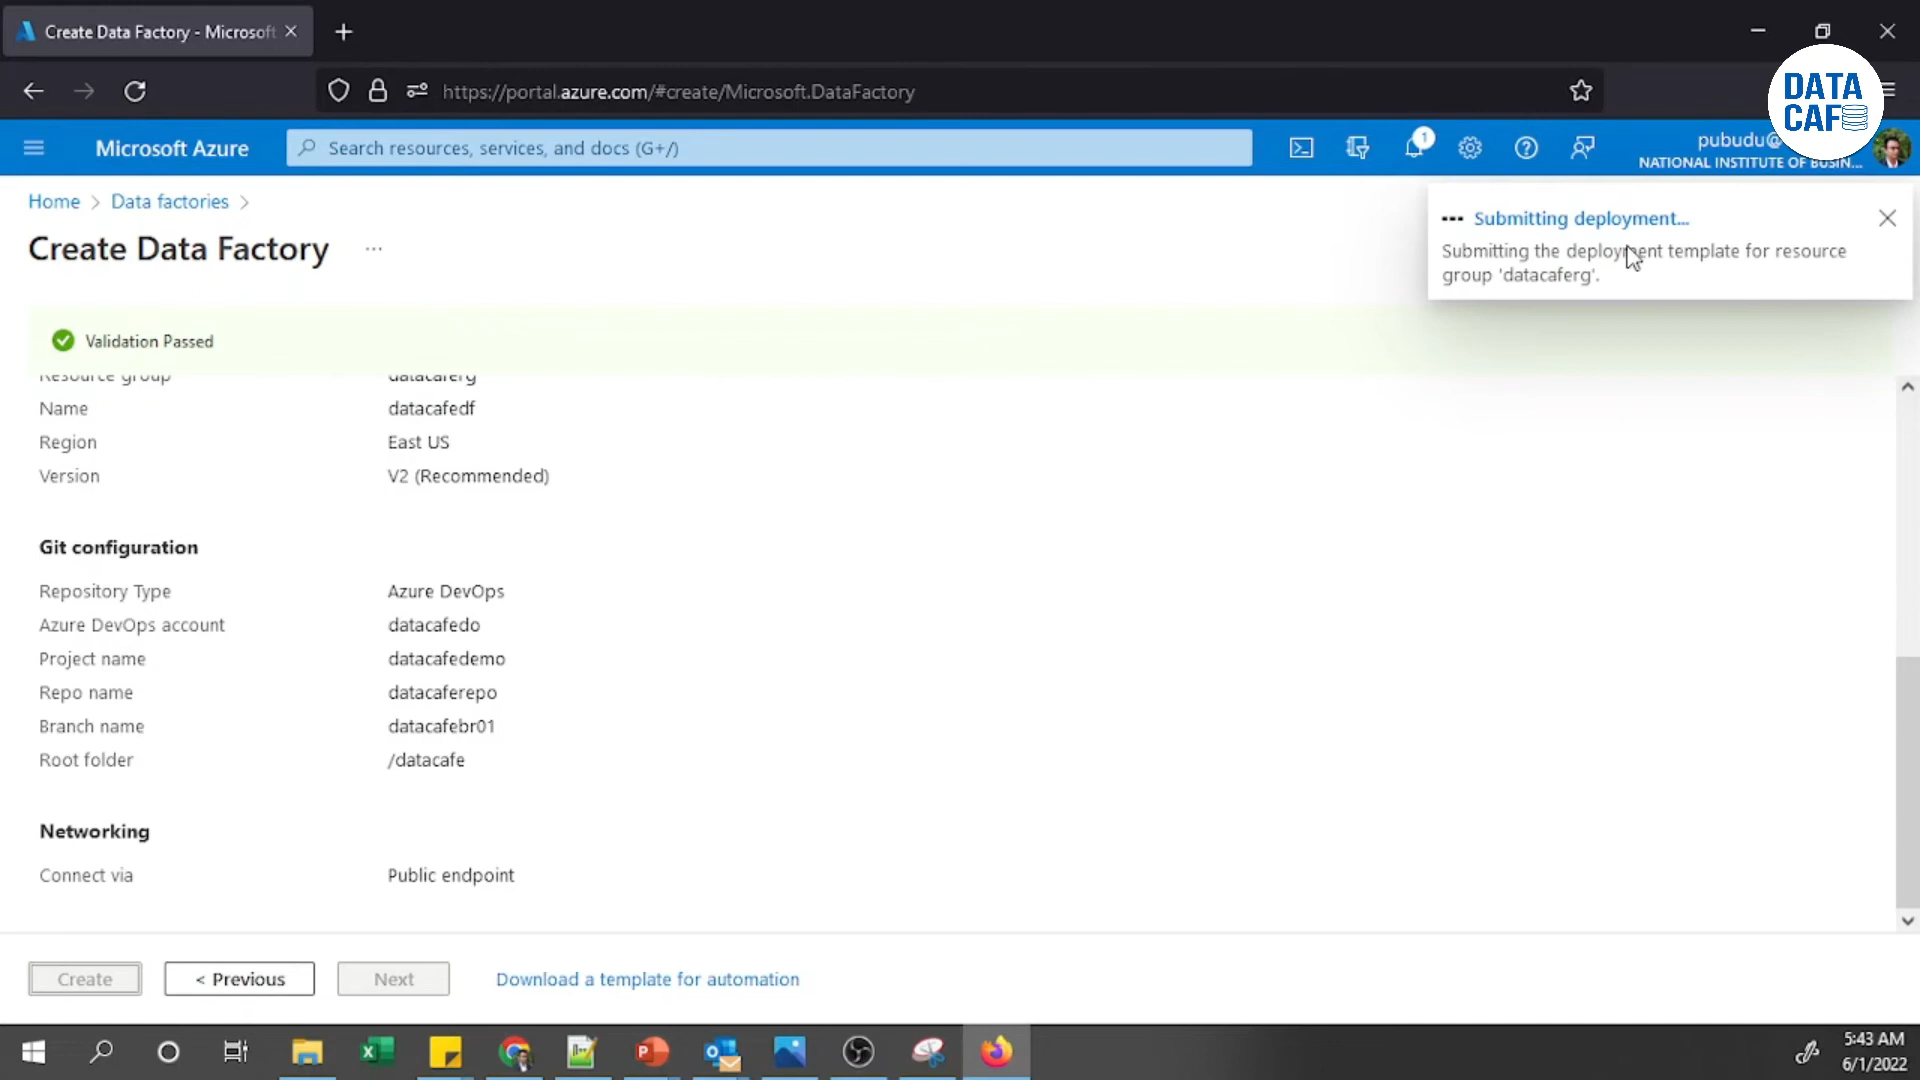 Create Data Factory - Microsoft
https://portal.azure.com/#create/Microsoft.DataFactory
DATA
CAF
Microsoft Azure
Search resources, services, and docs (G+/)
1
pubudu@
NATIONAL INSTITUTE OF BUSIN...
Home > Data factories >
Create Data Factory ...
Submitting deployment...
Submitting the deployment template for resource
group 'datacaferg'.
Validation Passed
Resource group datacaferg
Name datacafedf
Region East US
Version V2 (Recommended)
Git configuration
Repository Type Azure DevOps
Azure DevOps account datacafedo
Project name datacafedemo
Repo name datacaferepo
Branch name datacafebr01
Root folder /datacafe
Networking
Connect via Public endpoint
Create
< Previous
Next
Download a template for automation
5:43 AM
6/1/2022